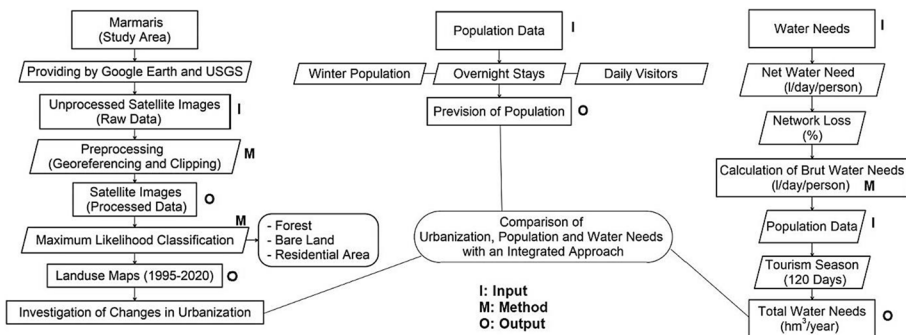 Marmaris
(Study Area)
Providing by Google Earth and USGS
Unprocessed Satellite Images
(Raw Data)
I
Preprocessing
(Georeferencing and Clipping)
M
Satellite Images
(Processed Data)
O
Maximum Likelihood Classification
M
- Forest
- Bare Land
- Residential Area
Landuse Maps (1995-2020)
O
Investigation of Changes in Urbanization
Population Data
I
Winter Population
Overnight Stays
Daily Visitors
Prevision of Population
O
Comparison of
Urbanization, Population and Water Needs
with an Integrated Approach
I: Input
M: Method
O: Output
Water Needs
I
Net Water Need
(l/day/person)
Network Loss
(%)
Calculation of Brut Water Needs
(l/day/person)
M
Population Data
I
Tourism Season
(120 Days)
Total Water Needs
(hm³/year)
O